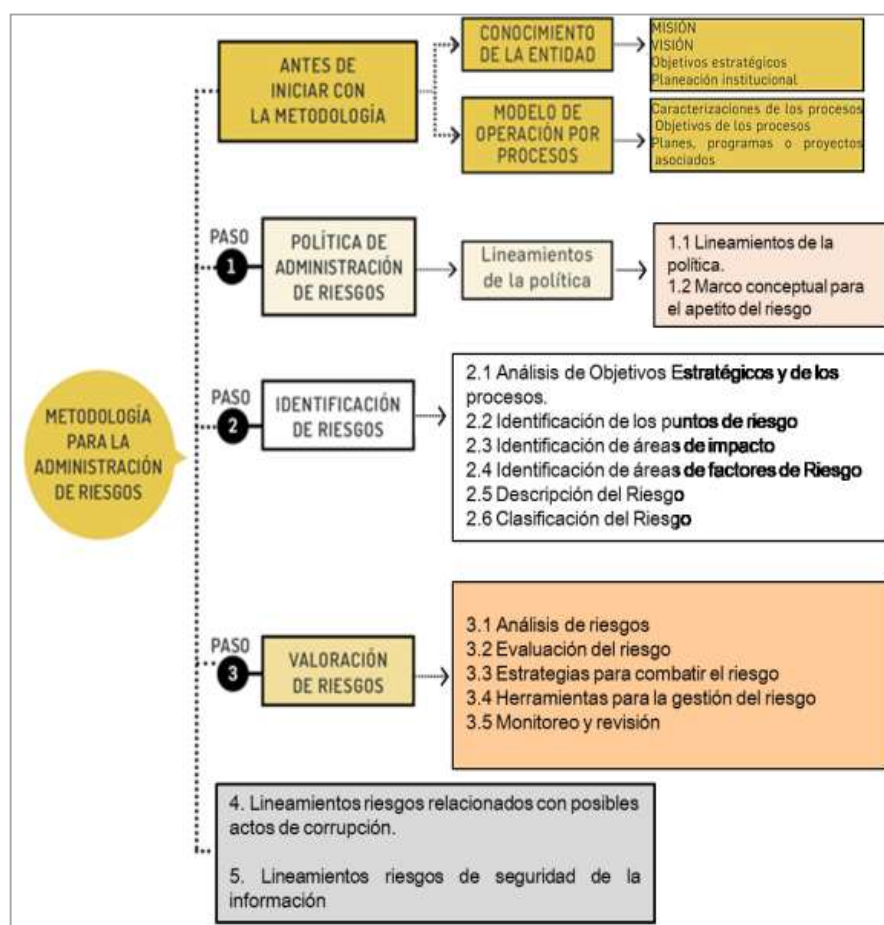 ANTES DE
INICIAR CON
LA METODOLOGÍA
CONOCIMIENTO
DE LA ENTIDAD
MISIÓN
VISIÓN
Objetivos estratégicos
Planeación institucional
MODELO DE
OPERACIÓN POR
PROCESOS
Caracterizaciones de los procesos
Objetivos de los procesos
Planes, programas o proyectos
asociados
METODOLOGÍA
PARA LA
ADMINISTRACIÓN
DE RIESGOS
PASO
1
POLÍTICA DE
ADMINISTRACIÓN
DE RIESGOS
Lineamientos
de la política
1.1 Lineamientos de la
política.
1.2 Marco conceptual para
el apetito del riesgo
PASO
2
IDENTIFICACIÓN
DE RIESGOS
2.1 Análisis de Objetivos Estratégicos y de los
procesos.
2.2 Identificación de los puntos de riesgo
2.3 Identificación de áreas de impacto
2.4 Identificación de áreas de factores de Riesgo
2.5 Descripción del Riesgo
2.6 Clasificación del Riesgo
PASO
3
VALORACIÓN
DE RIESGOS
3.1 Análisis de riesgos
3.2 Evaluación del riesgo
3.3 Estrategias para combatir el riesgo
3.4 Herramientas para la gestión del riesgo
3.5 Monitoreo y revisión
4. Lineamientos riesgos relacionados con posibles
actos de corrupción.
5. Lineamientos riesgos de seguridad de la
información